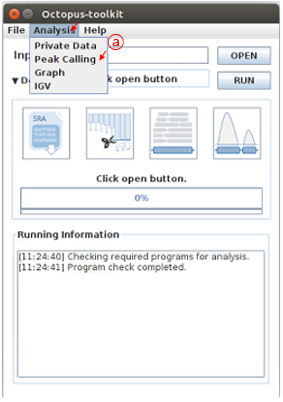 Octopus-toolkit
File Analysis Help
Private Data
Peak Calling
Graph
IGV
a
Inp
OPEN
▼ D
ck open button
RUN
SRA
Click open button.
0%
Running Information
[11:24:40] Checking required programs for analysis.
[11:24:41] Program check completed.